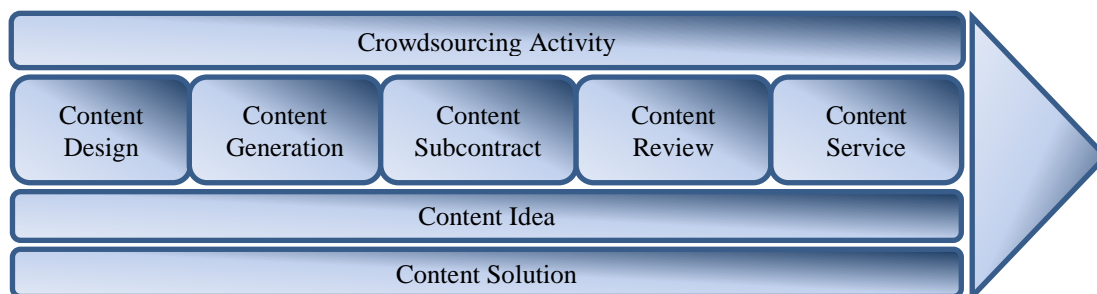 Crowdsourcing Activity
Content
Design
Content
Generation
Content
Subcontract
Content
Review
Content
Service
Content Idea
Content Solution